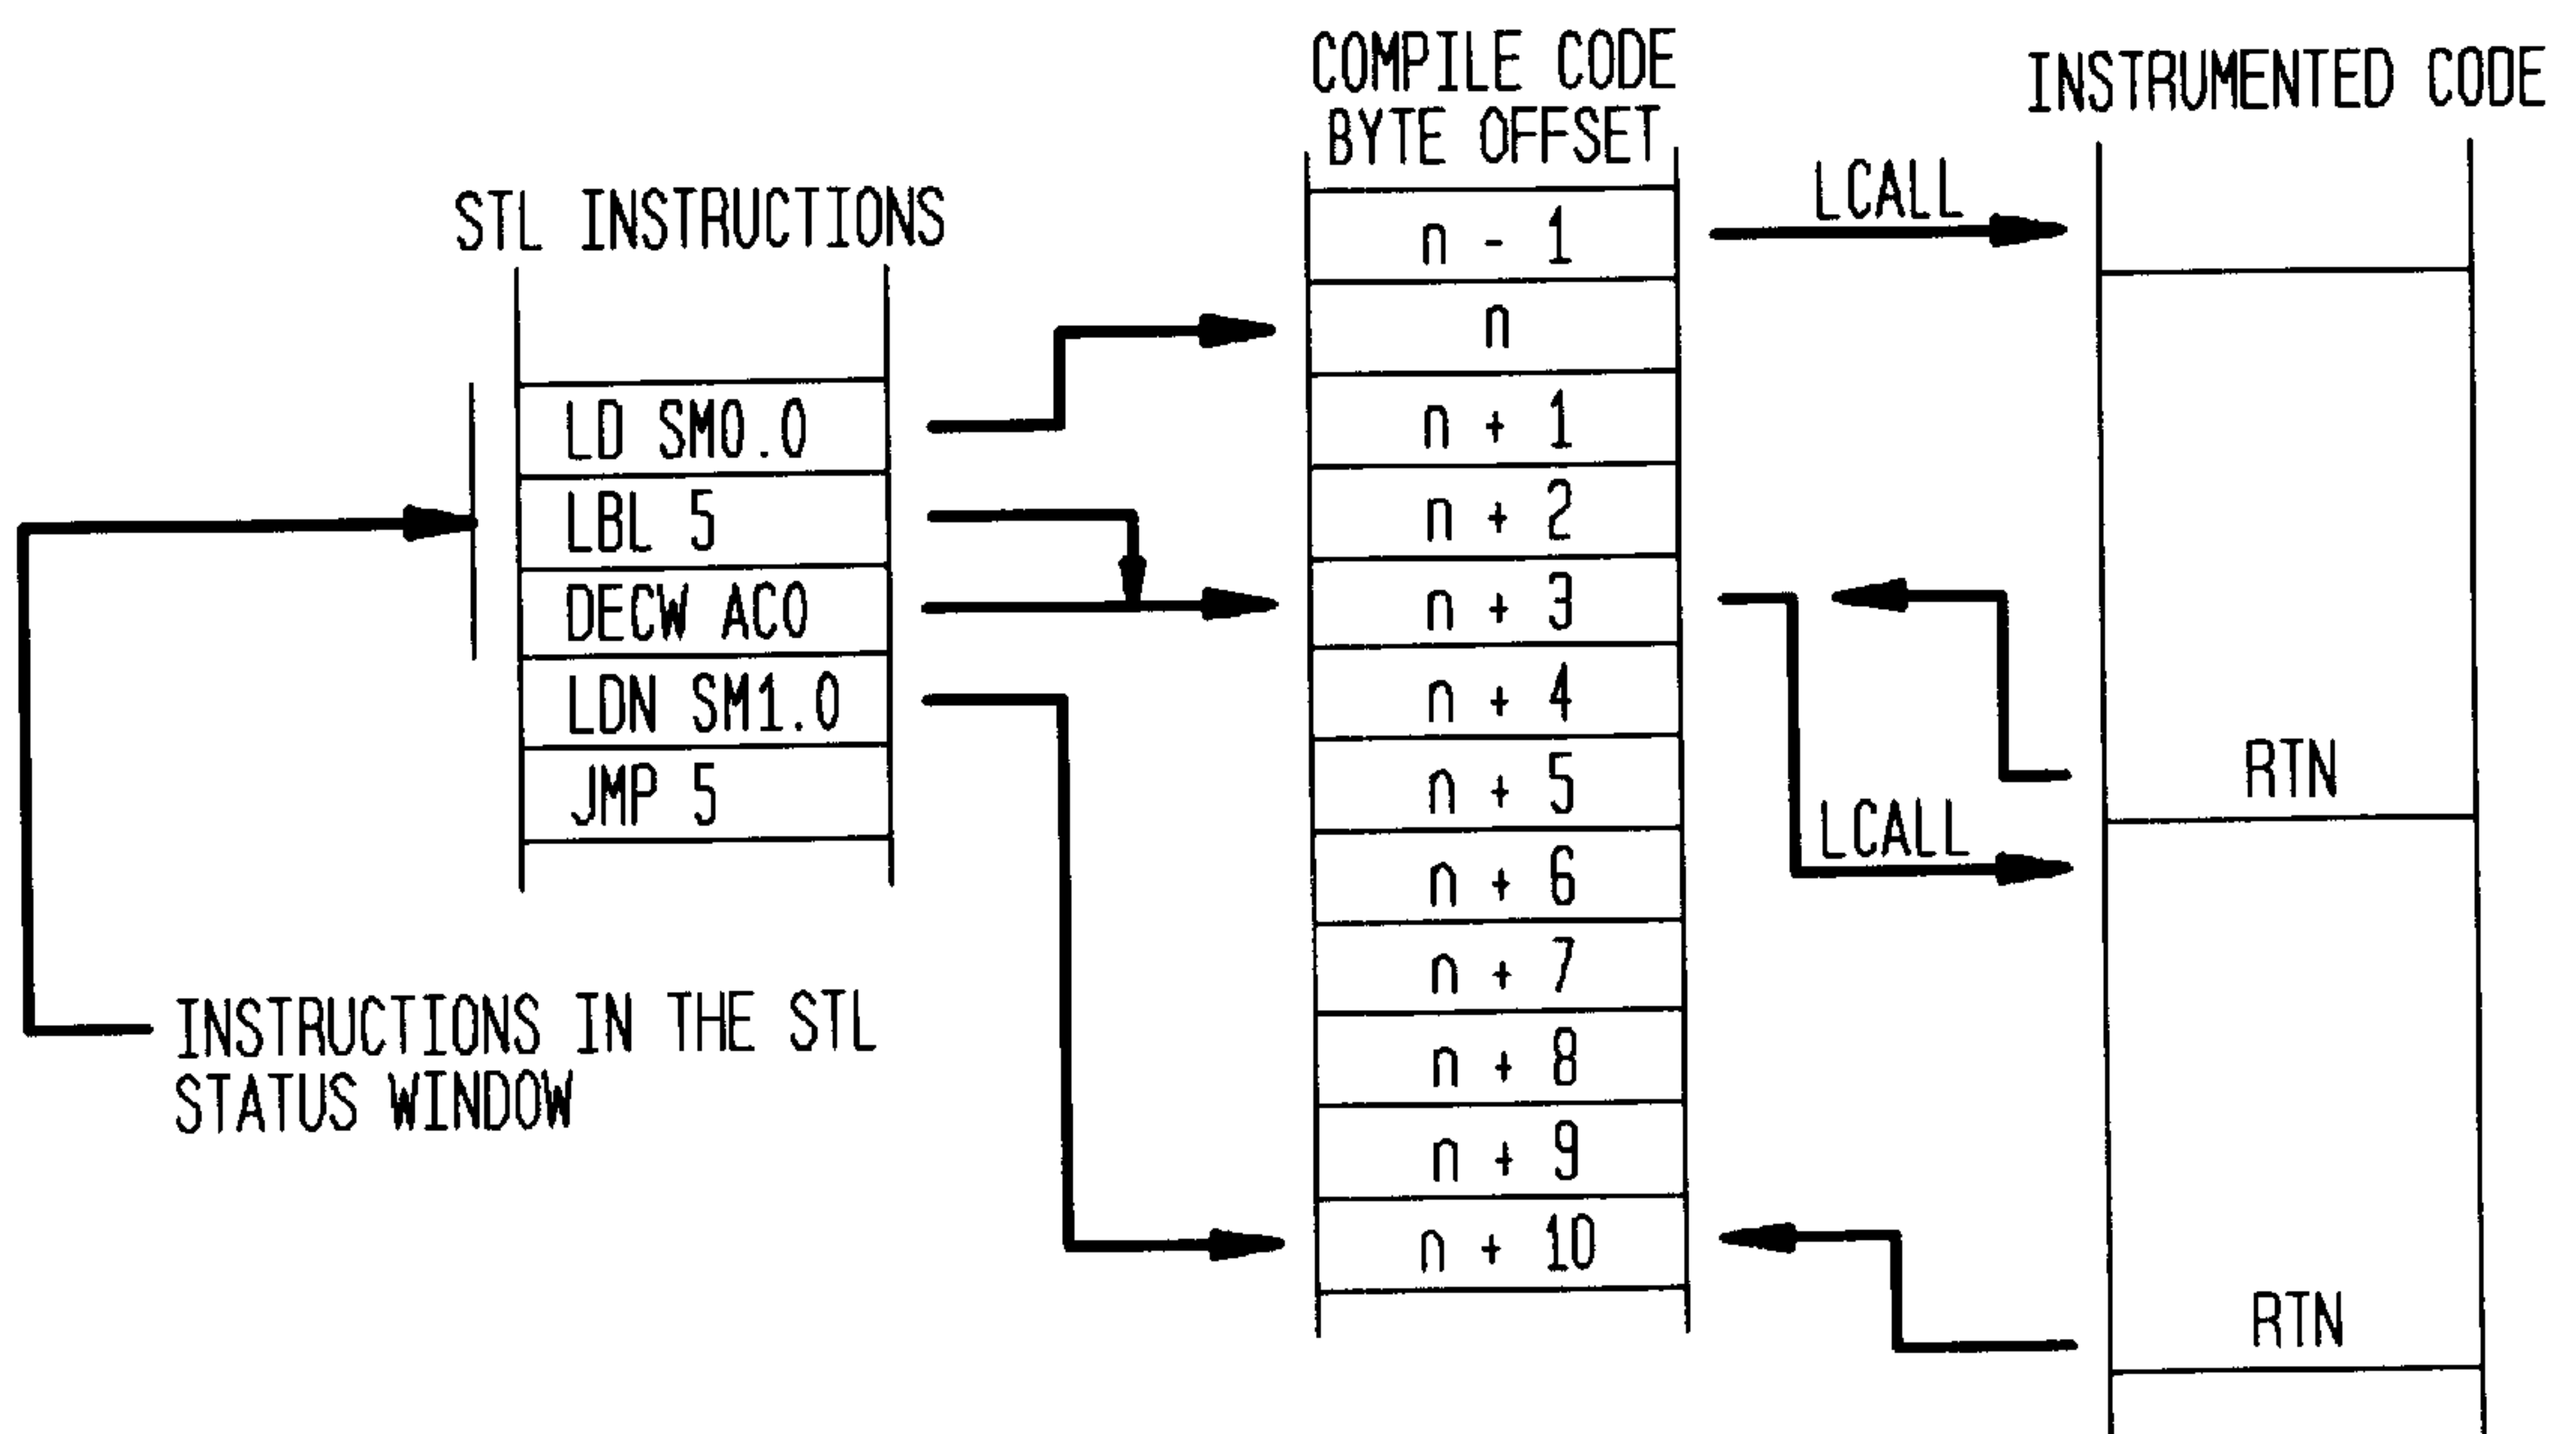 COMPILE CODE
BYTE OFFSET
INSTRUMENTED CODE
STL INSTRUCTIONS
LD SM0.0
LBL 5
DECW AC0
LDN SM1.0
JMP 5
INSTRUCTIONS IN THE STL
STATUS WINDOW
n - 1
n
n + 1
n + 2
n + 3
n + 4
n + 5
n + 6
n + 7
n + 8
n + 9
n + 10
LCALL
LCALL
RTN
RTN